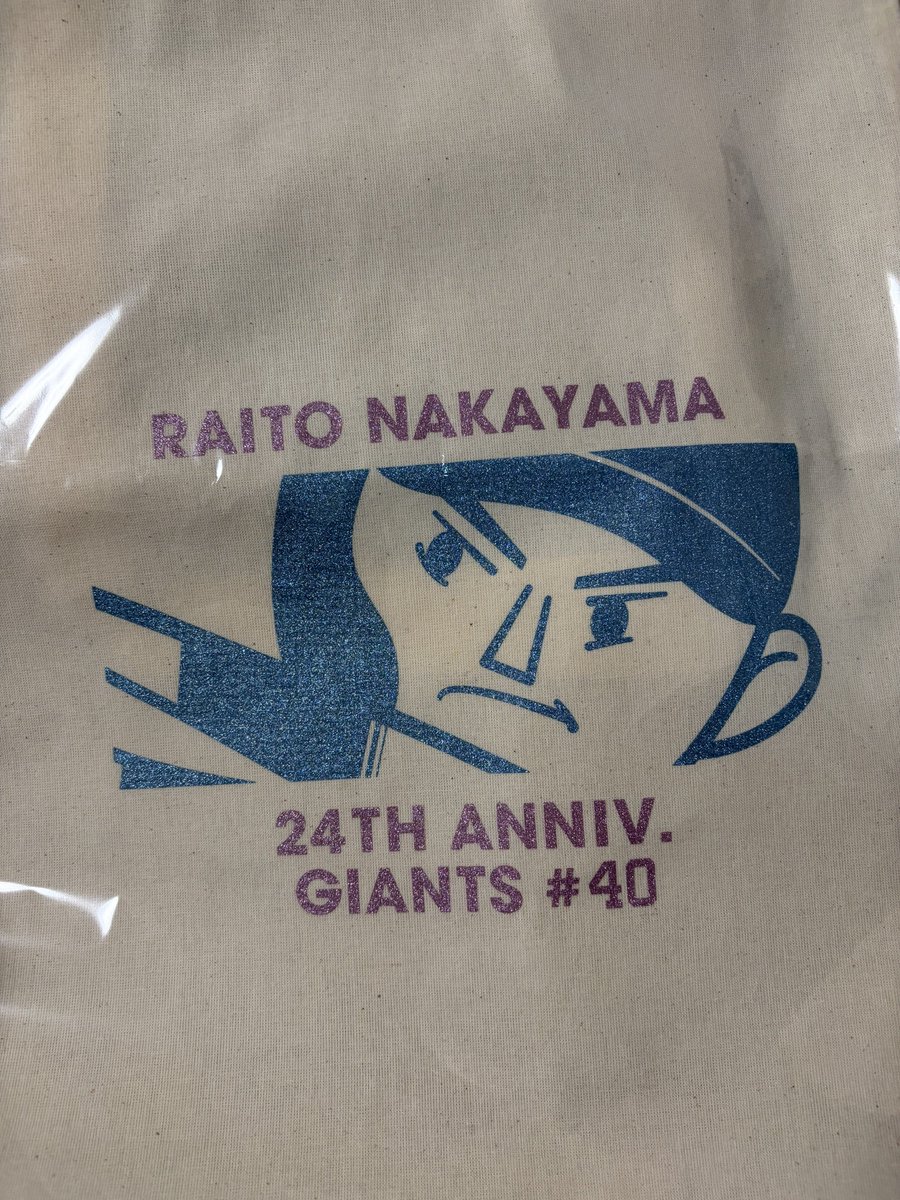 RAITO NAKAYAMA
24TH ANNIV.
GIANTS #40